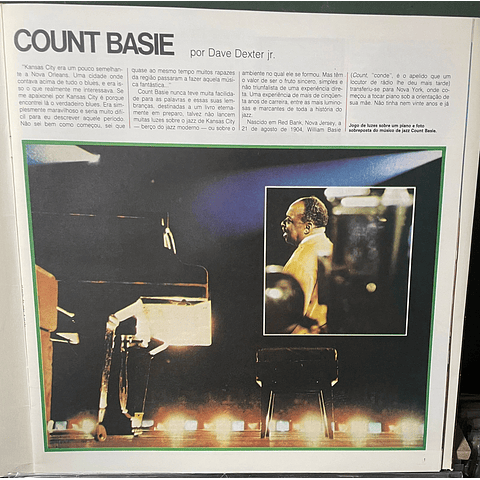 COUNT BASIE
por Dave Dexter jr.
"Kansas City era um pouco semelhan-
te a Nova Orleans. Uma cidade onde
contava acima de tudo o blues, e era is-
so o que realmente me interessava. Se
me apaixonei por Kansas City é porque
encontrei lá o verdadeiro blues. Era sim-
plesmente maravilhoso e seria muito difí-
cil para eu descrever aquele período.
Não sei bem como começou, sei que
quase ao mesmo tempo muitos rapazes
da região passaram a fazer aquela músi-
ca fantástica..."
Count Basie nunca teve muita facilida-
de para as palavras e essas suas lem-
branças, destinadas a um livro eterna-
mente em preparo, talvez não lancem
muitas luzes sobre o jazz de Kansas City
— berço do jazz moderno — ou sobre o
ambiente no qual ele se formou. Mas têm
o valor de ser o fruto sincero, simples e
não triunfalista de uma experiência dire-
ta. Uma experiência de mais de cinqüen-
ta anos de carreira, entre as mais lumino-
sas e marcantes de toda a história do
jazz.
Nascido em Red Bank, Nova Jersey, a
21 de agosto de 1904, William Basie
(Count, "conde", é o apelido que um
locutor de rádio lhe deu mais tarde)
transferiu-se para Nova York, onde co-
meçou a tocar piano sob a orientação de
sua mãe. Não tinha nem vinte anos e já
Jogo de luzes sobre um piano e foto
sobreposta do músico de jazz Count Basie.